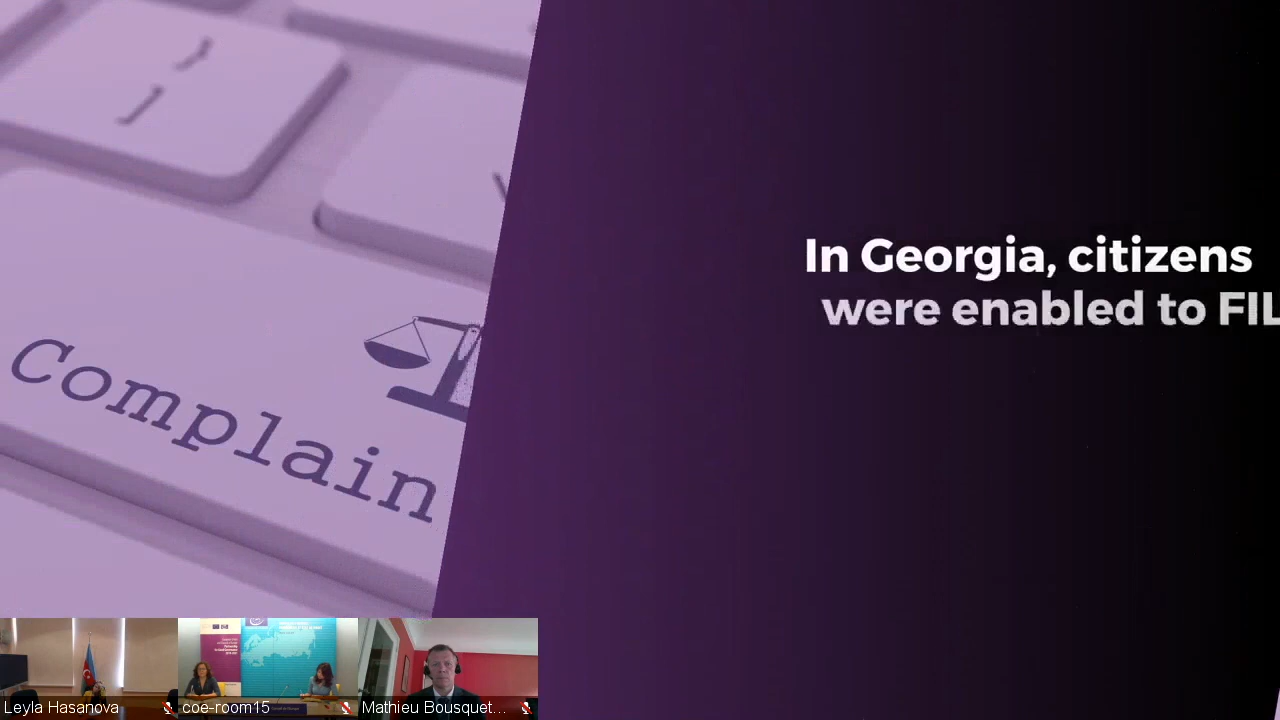 Complain
In Georgia, citizens
were enabled to FIL
Leyla Hasanova
coe-room15
Mathieu Bousquet...